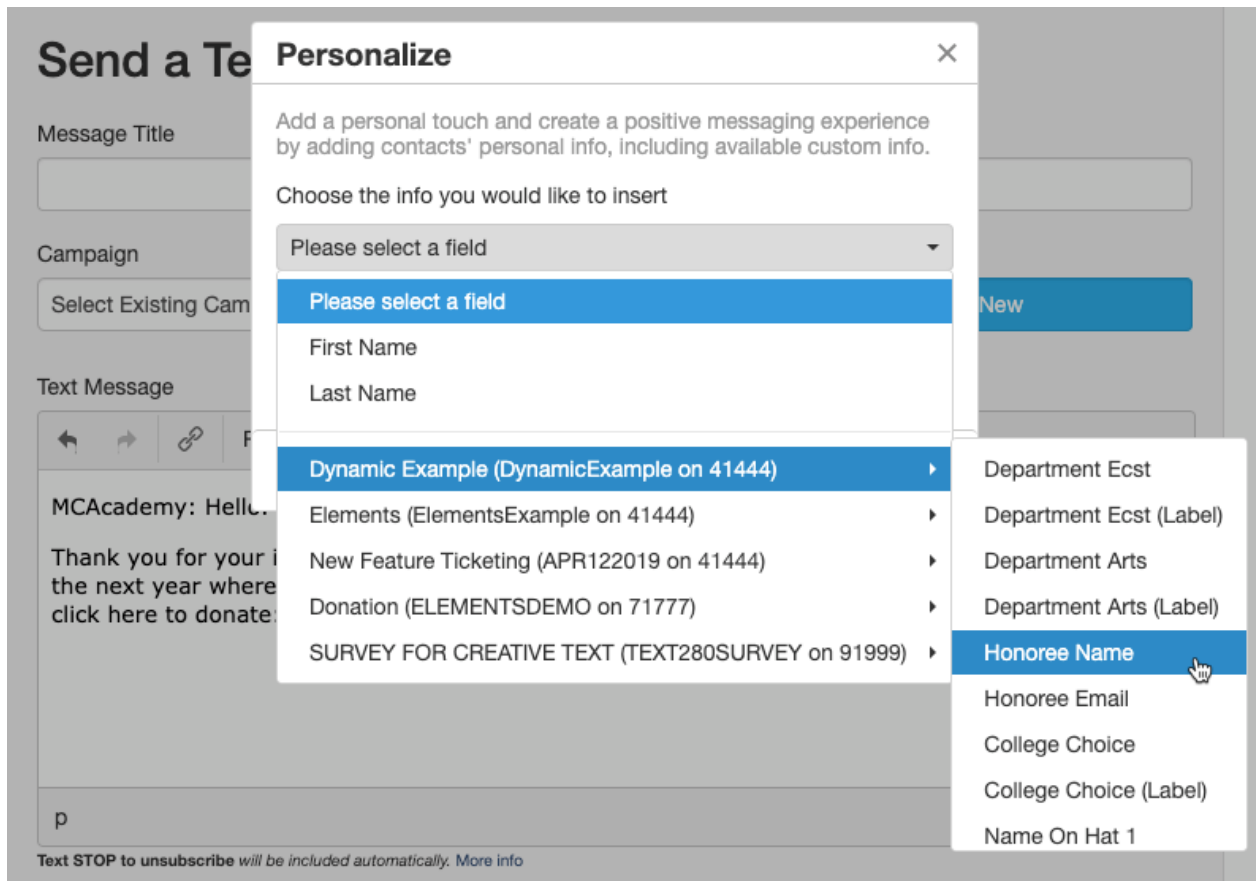 Send a Te
Personalize
×
Message Title
Add a personal touch and create a positive messaging experience
by adding contacts' personal info, including available custom info.
Choose the info you would like to insert
Please select a field
Campaign
Select Existing Cam
New
Please select a field
First Name
Last Name
Text Message
Dynamic Example (DynamicExample on 41444)
Elements (ElementsExample on 41444)
New Feature Ticketing (APR122019 on 41444)
Donation (ELEMENTSDEMO on 71777)
SURVEY FOR CREATIVE TEXT (TEXT280SURVEY on 91999)
Department Ecst
Department Ecst (Label)
Department Arts
Department Arts (Label)
Honoree Name
Honoree Email
College Choice
College Choice (Label)
Name On Hat 1
MCAcademy: Hello
Thank you for your i
the next year where
click here to donate:
p
Text STOP to unsubscribe will be included automatically. More info